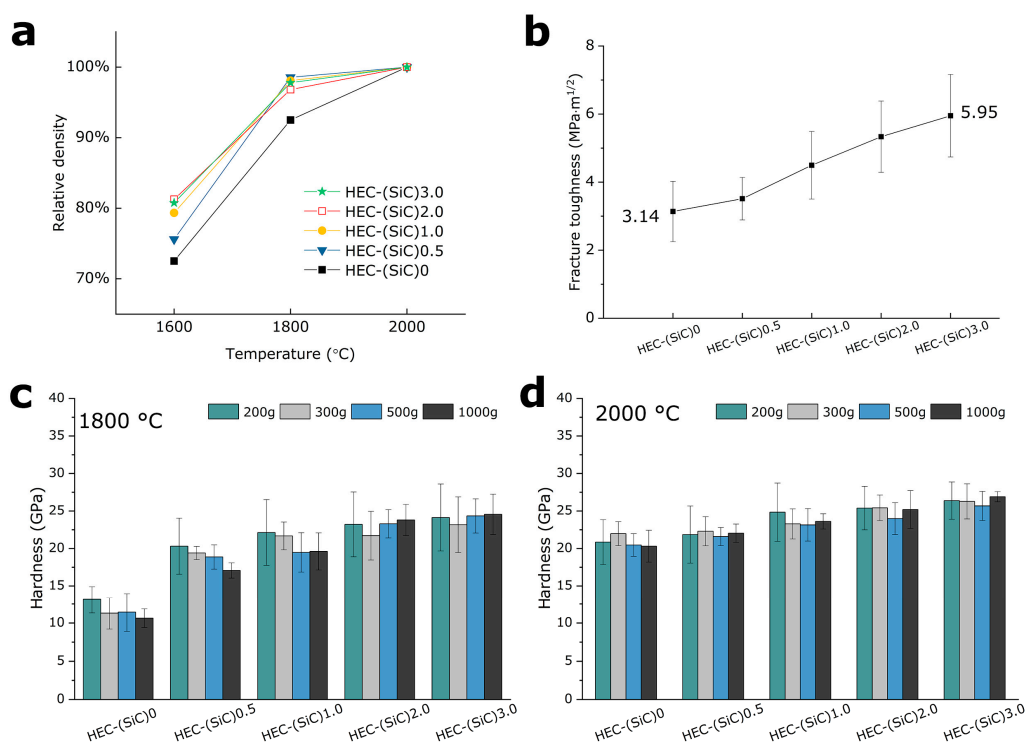 a
100%
90%
80%
70%
Relative density
1600
1800
2000
Temperature (°C)
HEC-(SiC)3.0
HEC-(SiC)2.0
HEC-(SiC)1.0
HEC-(SiC)0.5
HEC-(SiC)0
b
8
6
4
2
0
Fracture toughness (MPa·m1/2)
3.14
5.95
HEC-(SiC)0
HEC-(SiC)0.5
HEC-(SiC)1.0
HEC-(SiC)2.0
HEC-(SiC)3.0
c
1800 °C
200g 300g 500g 1000g
40
35
30
25
20
15
10
5
0
Hardness (GPa)
HEC-(SiC)0
HEC-(SiC)0.5
HEC-(SiC)1.0
HEC-(SiC)2.0
HEC-(SiC)3.0
d
2000 °C
200g 300g 500g 1000g
40
35
30
25
20
15
10
5
0
Hardness (GPa)
HEC-(SiC)0
HEC-(SiC)0.5
HEC-(SiC)1.0
HEC-(SiC)2.0
HEC-(SiC)3.0